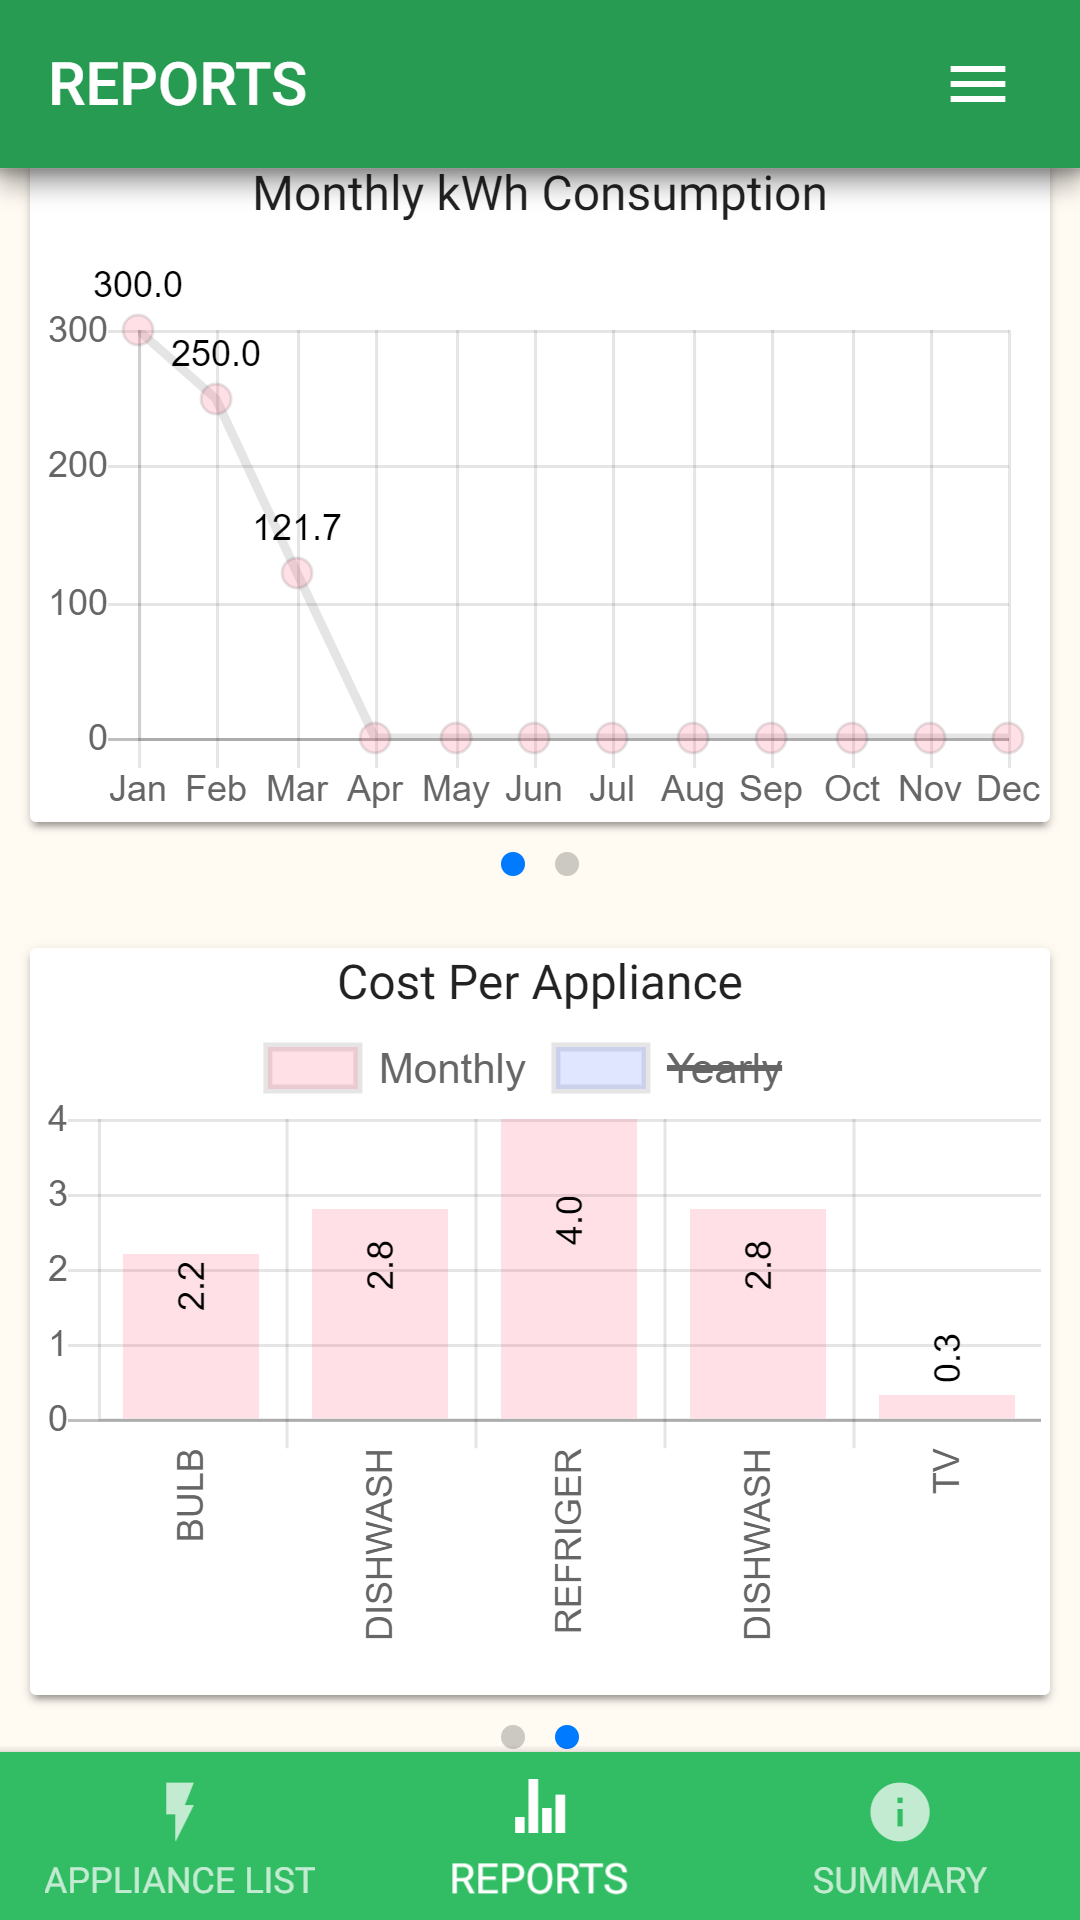 REPORTS
Monthly kWh Consumption
300.0
300
250.0
200
121.7
100
0
Jan Feb Mar Apr May Jun Jul Aug Sep Oct Nov Dec
Cost Per Appliance
Monthly Yearly
4
3
2
1
0
2.2 2.8 4.0 2.8 0.3
BULB DISHWASH REFRIGER DISHWASH TV
APPLIANCE LIST REPORTS SUMMARY